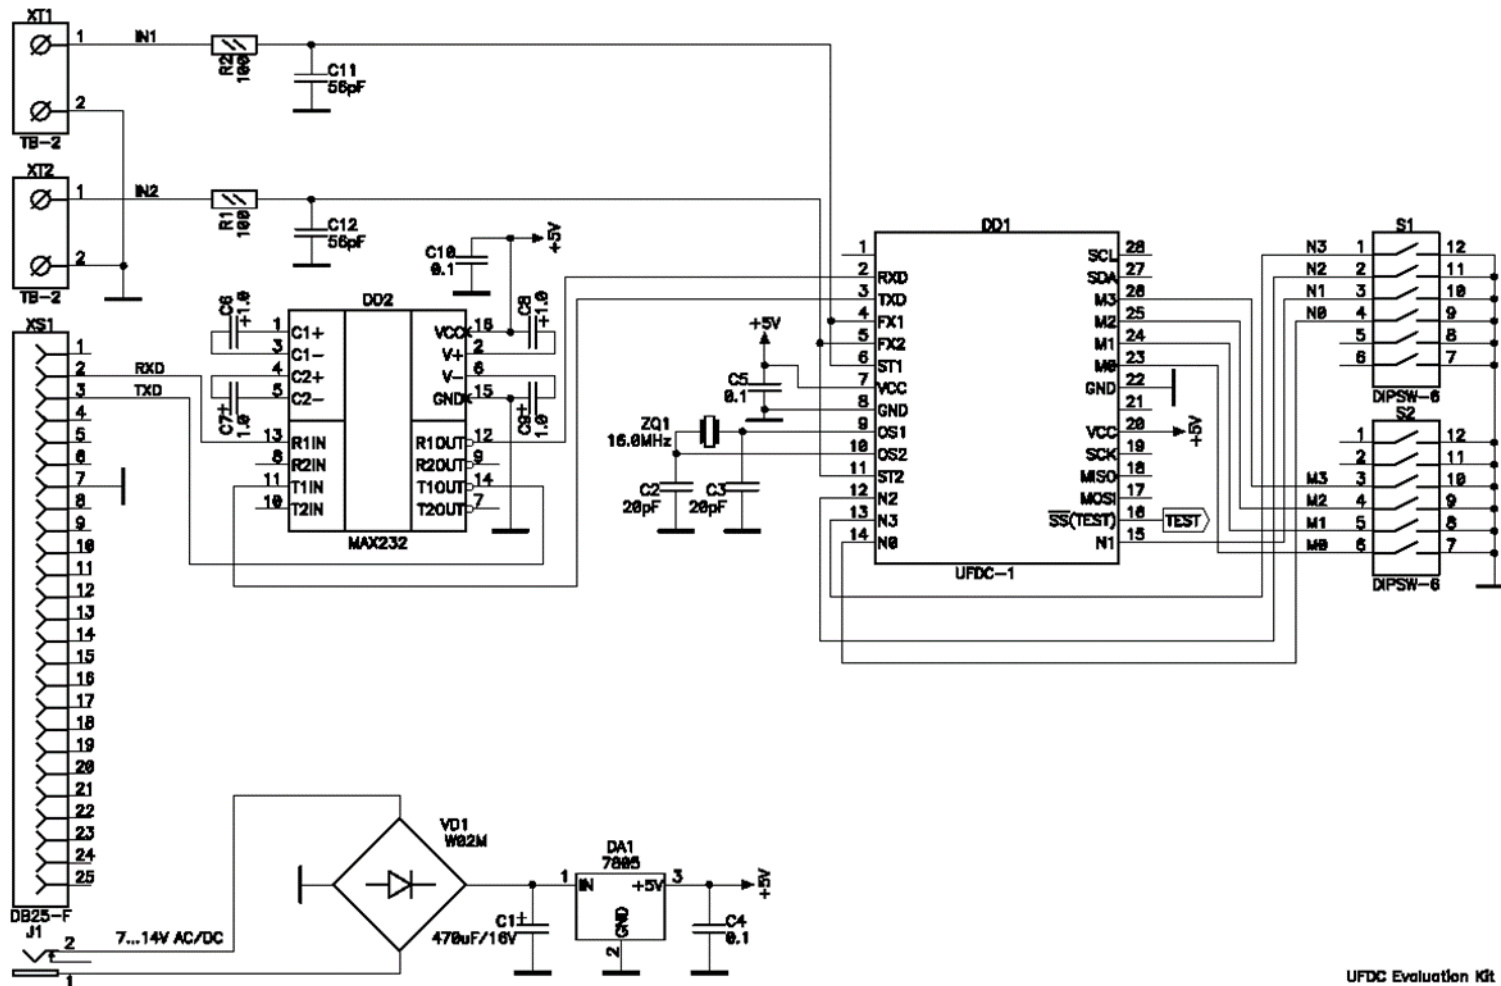 XT1
1 IN1
R2 100
C11
56pF
2
TB-2
XT2
1 IN2
R1 100
C12
56pF
2
TB-2
C10
0.1
+5V
DD2
C6 +1.0
1 C1+ VCC 16
3 C1- V+ 2
4 C2+ V- 6
5 C2- GND 15
C8 +1.0
C7 + 1.0
C9 + 1.0
13 R1IN R1OUT 12
8 R2IN R2OUT 9
11 T1IN T1OUT 14
10 T2IN T2OUT 7
MAX232
XS1
1
2 RXD
3 TXD
4
5
6
7
8
9
10
11
12
13
14
15
16
17
18
19
20
21
22
23
24
25
DB25-F
J1
2 7...14V AC/DC
1
VD1
W02M
C1 +
470uF/16V
DA1
7805
1 IN +5V 3
GND
2
C4
0.1
+5V
DD1
1 SCL 28
2 RXD SDA 27
3 TXD M3 26
4 FX1 M2 25
5 FX2 M1 24
6 ST1 M0 23
7 VCC GND 22
8 GND 21
9 OS1 VCC 20
10 OS2 SCK 19
11 ST2 MISO 18
12 N2 MOSI 17
13 N3 SS(TEST) 16 TEST
14 N0 N1 15
UFDC-1
+5V
C5
0.1
ZQ1
16.0MHz
C2
20pF
C3
20pF
+5V
S1
N3 1 12
N2 2 11
N1 3 10
N0 4 9
5 8
6 7
DIPSW-6
S2
1 12
2 11
M3 3 10
M2 4 9
M1 5 8
M0 6 7
DIPSW-6
UFDC Evaluation Kit